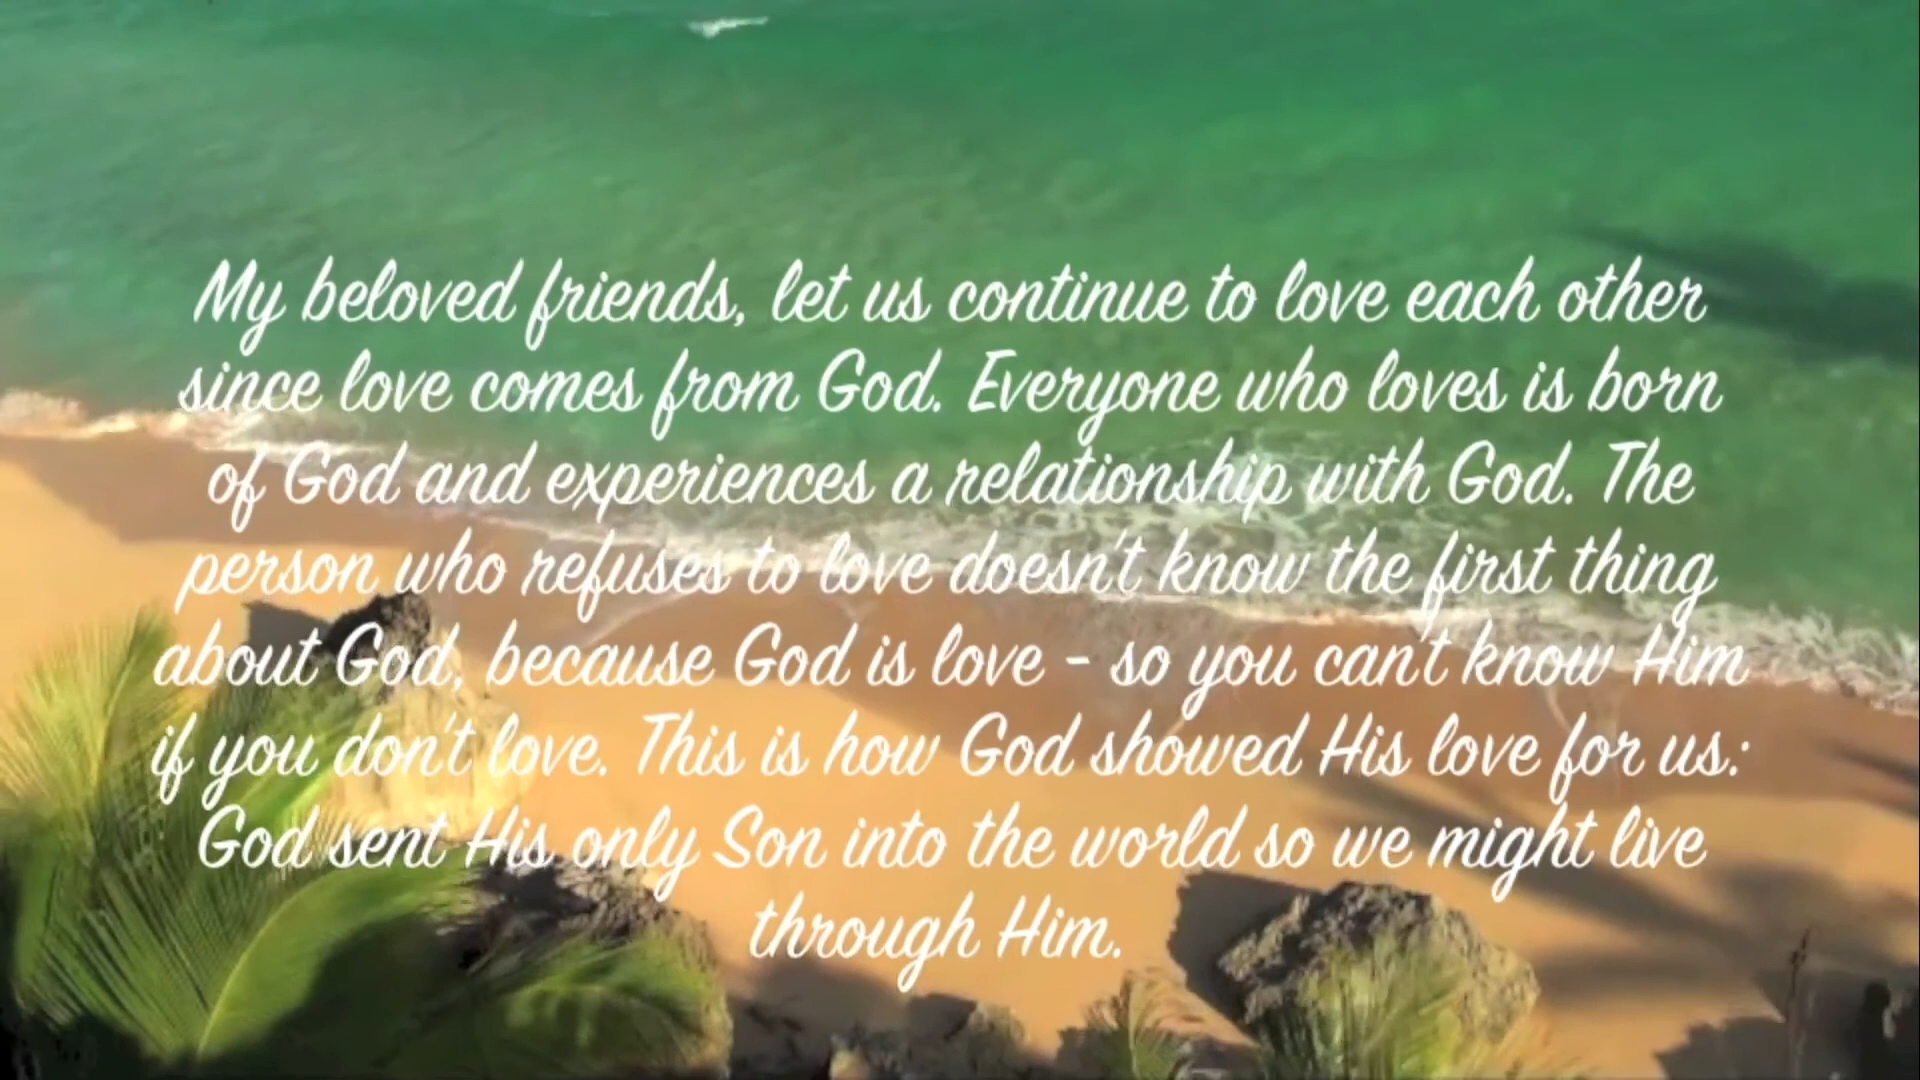 My beloved friends, let us continue to love each other
since love comes from God. Everyone who loves is born
of God and experiences a relationship with God. The
person who refuses to love doesn't know the first thing
about God, because God is love - so you can't know Him
if you don't love. This is how God showed His love for us:
God sent His only Son into the world so we might live
through Him.